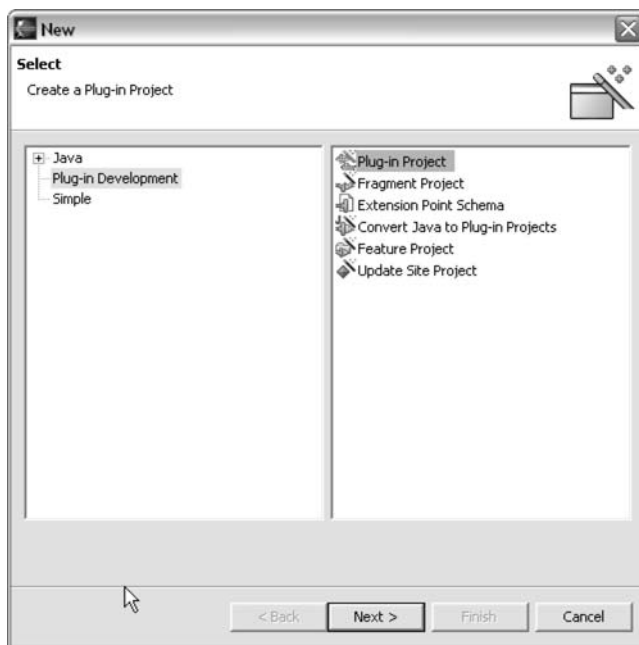 New
Select
Create a Plug-in Project
Java
Plug-in Development
Simple
Plug-in Project
Fragment Project
Extension Point Schema
Convert Java to Plug-in Projects
Feature Project
Update Site Project
< Back
Next >
Finish
Cancel